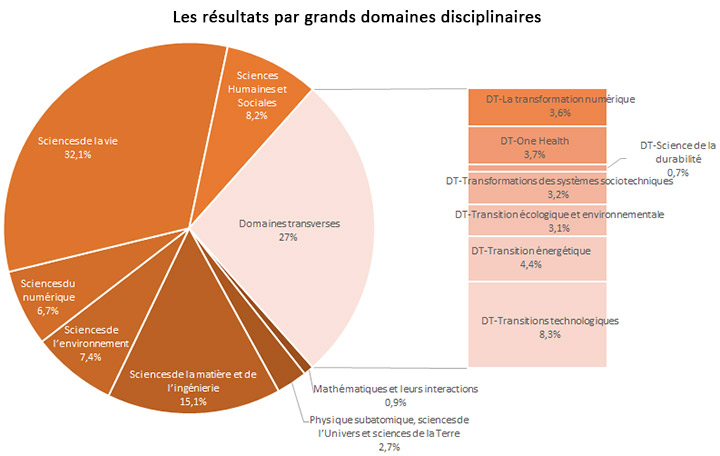 Les résultats par grands domaines disciplinaires
Sciences
Humaines et
Sociales
8,2%
Sciences de la vie
32,1%
Domaines transverses
27%
Sciences du
numérique
6,7%
Sciences de
l'environnement
7,4%
Sciences de la matière et de
l'ingénierie
15,1%
Mathématiques et leurs interactions
0,9%
Physique subatomique, sciences de
l'Univers et sciences de la Terre
2,7%
DT-La transformation numérique
3,6%
DT-One Health
3,7%
DT-Science de la
durabilité
0,7%
DT-Transformations des systèmes sociotechniques
3,2%
DT-Transition écologique et environnementale
3,1%
DT-Transition énergétique
4,4%
DT-Transitions technologiques
8,3%